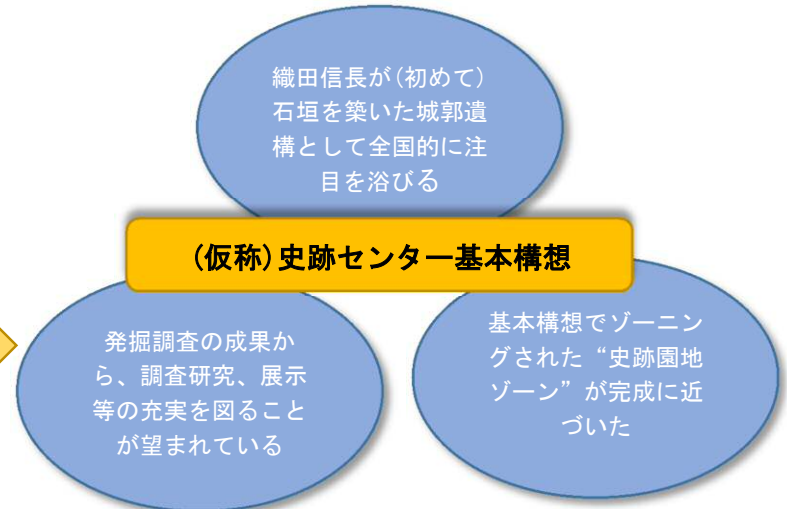 織田信長が(初めて)
石垣を築いた城郭遺
構として全国的に注
目を浴びる
(仮称)史跡センター基本構想
発掘調査の成果か
ら、調査研究、展示
等の充実を図ること
が望まれている
基本構想でゾーニン
グされた“史跡園地
ゾーン”が完成に近
づいた